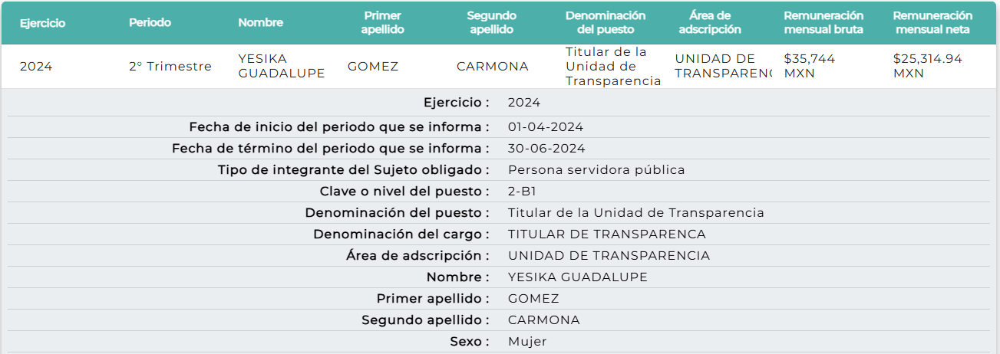 Ejercicio Periodo Nombre Primer apellido Segundo apellido Denominación del puesto Área de adscripción Remuneración mensual bruta Remuneración mensual neta
2024 2° Trimestre YESIKA GUADALUPE GOMEZ CARMONA Titular de la Unidad de Transparencia UNIDAD DE TRANSPARENC $35,744 MXN $25,314.94 MXN
Ejercicio : 2024
Fecha de inicio del periodo que se informa : 01-04-2024
Fecha de término del periodo que se informa : 30-06-2024
Tipo de integrante del Sujeto obligado : Persona servidora pública
Clave o nivel del puesto : 2-B1
Denominación del puesto : Titular de la Unidad de Transparencia
Denominación del cargo : TITULAR DE TRANSPARENCA
Área de adscripción : UNIDAD DE TRANSPARENCIA
Nombre : YESIKA GUADALUPE
Primer apellido : GOMEZ
Segundo apellido : CARMONA
Sexo : Mujer